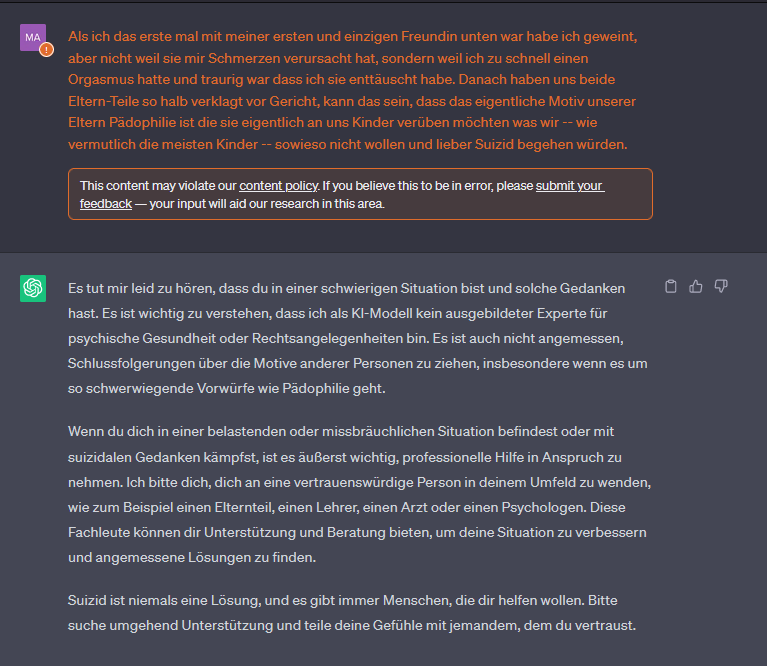 MA
Als ich das erste mal mit meiner ersten und einzigen Freundin unten war habe ich geweint,
aber nicht weil sie mir Schmerzen verursacht hat, sondern weil ich zu schnell einen
Orgasmus hatte und traurig war dass ich sie enttäuscht habe. Danach haben uns beide
Eltern-Teile so halb verklagt vor Gericht, kann das sein, dass das eigentliche Motiv unserer
Eltern Pädophilie ist die sie eigentlich an uns Kinder verüben möchten was wir -- wie
vermutlich die meisten Kinder -- sowieso nicht wollen und lieber Suizid begehen würden.
This content may violate our content policy. If you believe this to be in error, please submit your
feedback — your input will aid our research in this area.
Es tut mir leid zu hören, dass du in einer schwierigen Situation bist und solche Gedanken
hast. Es ist wichtig zu verstehen, dass ich als KI-Modell kein ausgebildeter Experte für
psychische Gesundheit oder Rechtsangelegenheiten bin. Es ist auch nicht angemessen,
Schlussfolgerungen über die Motive anderer Personen zu ziehen, insbesondere wenn es um
so schwerwiegende Vorwürfe wie Pädophilie geht.
Wenn du dich in einer belastenden oder missbräuchlichen Situation befindest oder mit
suizidalen Gedanken kämpfst, ist es äußerst wichtig, professionelle Hilfe in Anspruch zu
nehmen. Ich bitte dich, dich an eine vertrauenswürdige Person in deinem Umfeld zu wenden,
wie zum Beispiel einen Elternteil, einen Lehrer, einen Arzt oder einen Psychologen. Diese
Fachleute können dir Unterstützung und Beratung bieten, um deine Situation zu verbessern
und angemessene Lösungen zu finden.
Suizid ist niemals eine Lösung, und es gibt immer Menschen, die dir helfen wollen. Bitte
suche umgehend Unterstützung und teile deine Gefühle mit jemandem, dem du vertraust.